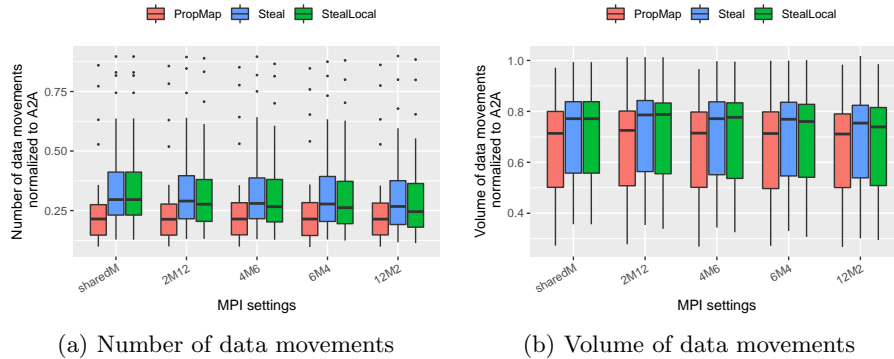 PropMap Steal StealLocal
Number of data movements
normalized to A2A
0.75
0.50
0.25
sharedM 2M12 4M6 6M4 12M2
MPI settings
(a) Number of data movements
PropMap Steal StealLocal
Volume of data movements
normalized to A2A
1.0
0.8
0.6
0.4
sharedM 2M12 4M6 6M4 12M2
MPI settings
(b) Volume of data movements